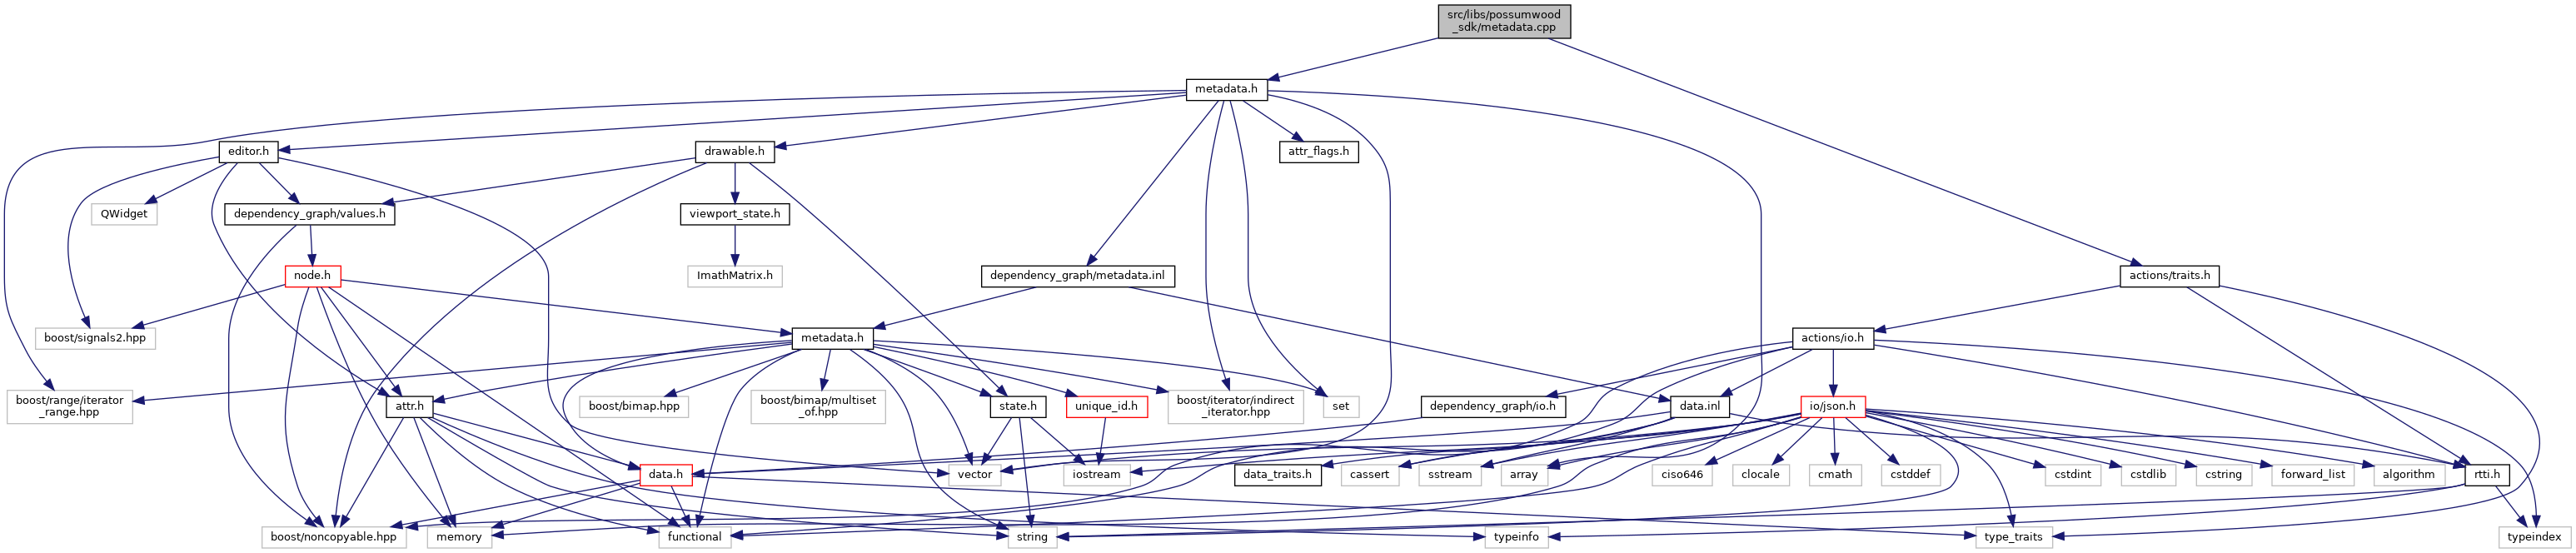 src/libs/possumwood
_sdk/metadata.cpp
metadata.h
editor.h
drawable.h
attr_flags.h
QWidget
dependency_graph/values.h
viewport_state.h
node.h
ImathMatrix.h
dependency_graph/metadata.inl
actions/traits.h
boost/signals2.hpp
metadata.h
actions/io.h
boost/range/iterator
_range.hpp
attr.h
boost/bimap.hpp
boost/bimap/multiset
_of.hpp
state.h
unique_id.h
boost/iterator/indirect
_iterator.hpp
set
dependency_graph/io.h
data.inl
io/json.h
data.h
vector
iostream
data_traits.h
cassert
sstream
array
ciso646
clocale
cmath
cstddef
cstdint
cstdlib
cstring
forward_list
algorithm
rtti.h
boost/noncopyable.hpp
memory
functional
string
typeinfo
type_traits
typeindex